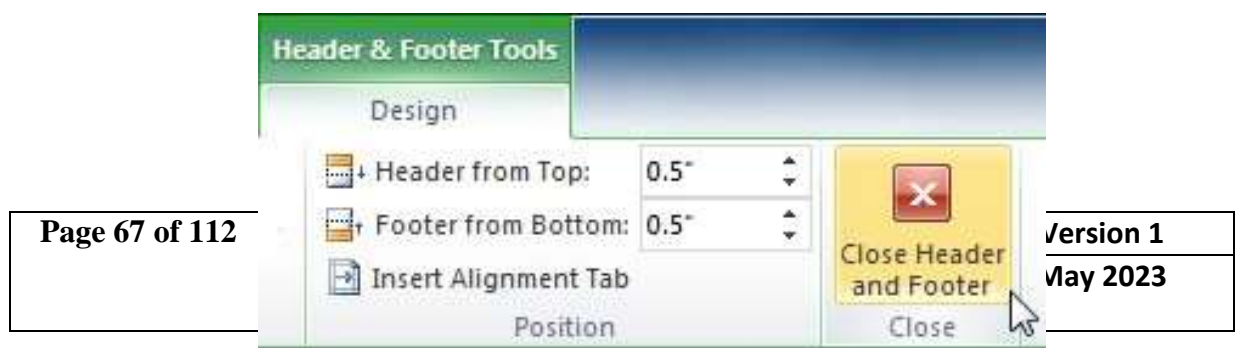 Header & Footer Tools
Design
Header from Top: 0.5"
Footer from Bottom: 0.5"
Insert Alignment Tab
Position
Close Header
and Footer
Close
Page 67 of 112
Version 1
May 2023